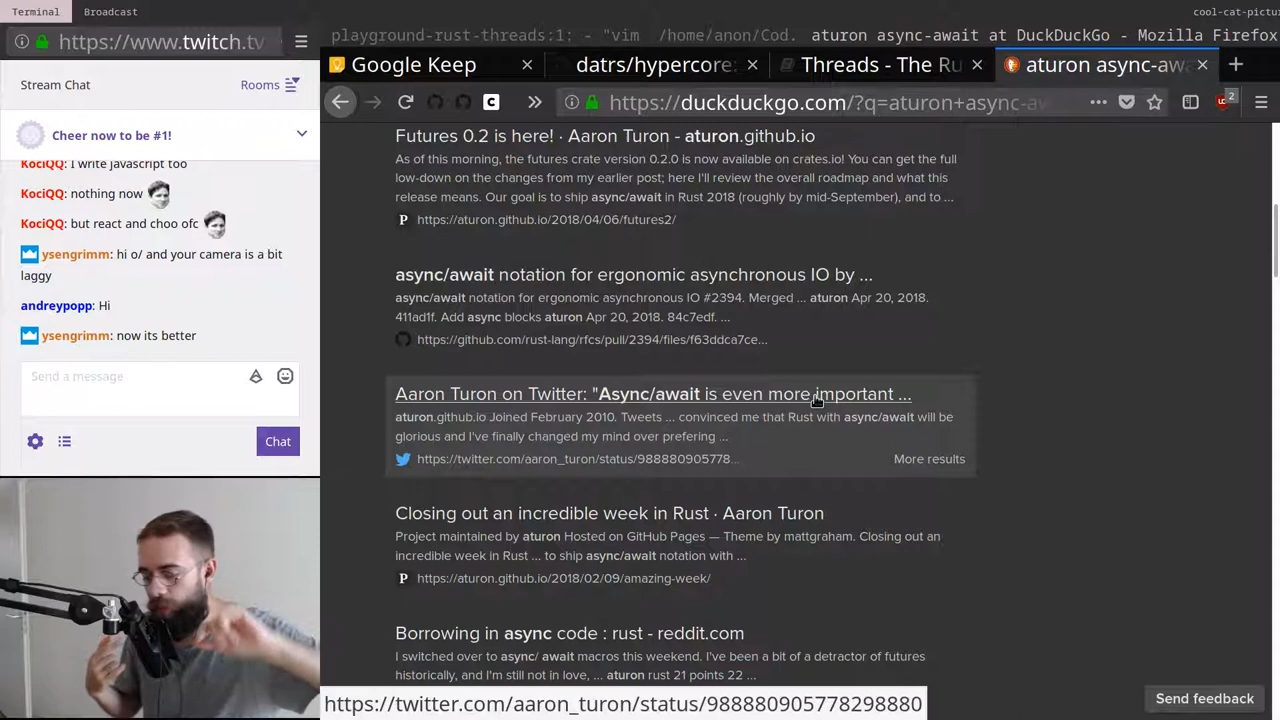 Terminal Broadcast cool-cat-pictu
https://www.twitch.tv
playground-rust-threads:1: - "vim /home/anon/Cod. aturon async-await at DuckDuckGo - Mozilla Firefox
Google Keep
datrs/hypercore:
Threads - The Ru
aturon async-awa
https://duckduckgo.com/?q=aturon+async-aw
2
Stream Chat
Rooms
Cheer now to be #1!
KociQQ: I write javascript too
KociQQ: nothing now
KociQQ: but react and choo ofc
ysengrimm: hi o/ and your camera is a bit
laggy
andreypopp: Hi
ysengrimm: now its better
Send a message
Chat
Futures 0.2 is here! · Aaron Turon - aturon.github.io
As of this morning, the futures crate version 0.2.0 is now available on crates.io! You can get the full
low-down on the changes from my earlier post; here I'll review the overall roadmap and what this
release means. Our goal is to ship async/await in Rust 2018 (roughly by mid-September), and to ...
https://aturon.github.io/2018/04/06/futures2/
async/await notation for ergonomic asynchronous IO by ...
async/await notation for ergonomic asynchronous IO #2394. Merged ... aturon Apr 20, 2018.
411ad1f. Add async blocks aturon Apr 20, 2018. 84c7edf. ...
https://github.com/rust-lang/rfcs/pull/2394/files/f63ddca7ce...
Aaron Turon on Twitter: "Async/await is even more important ...
aturon.github.io Joined February 2010. Tweets ... convinced me that Rust with async/await will be
glorious and I've finally changed my mind over prefering ...
https://twitter.com/aaron_turon/status/988880905778...
More results
Closing out an incredible week in Rust · Aaron Turon
Project maintained by aturon Hosted on GitHub Pages — Theme by mattgraham. Closing out an
incredible week in Rust ... to ship async/await notation with ...
https://aturon.github.io/2018/02/09/amazing-week/
Borrowing in async code : rust - reddit.com
I switched over to async/ await macros this weekend. I've been a bit of a detractor of futures
historically, and I'm still not in love, ... aturon rust 21 points 22 ...
https://twitter.com/aaron_turon/status/988880905778298880
Send feedback